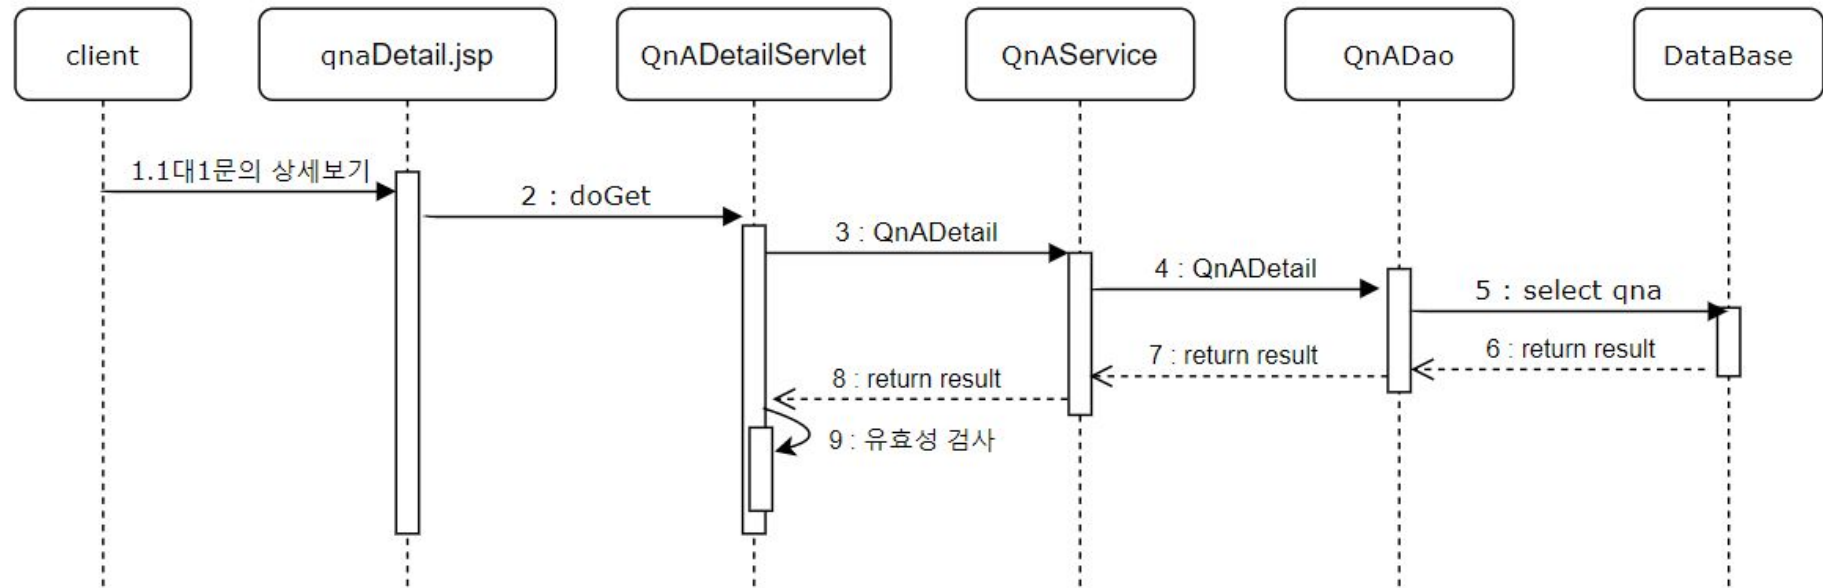 client
qnaDetail.jsp
QnADetailServlet
QnAService
QnADao
DataBase
1.1대1문의 상세보기
2 : doGet
3 : QnADetail
4 : QnADetail
5 : select qna
6 : return result
7 : return result
8 : return result
9 : 유효성 검사